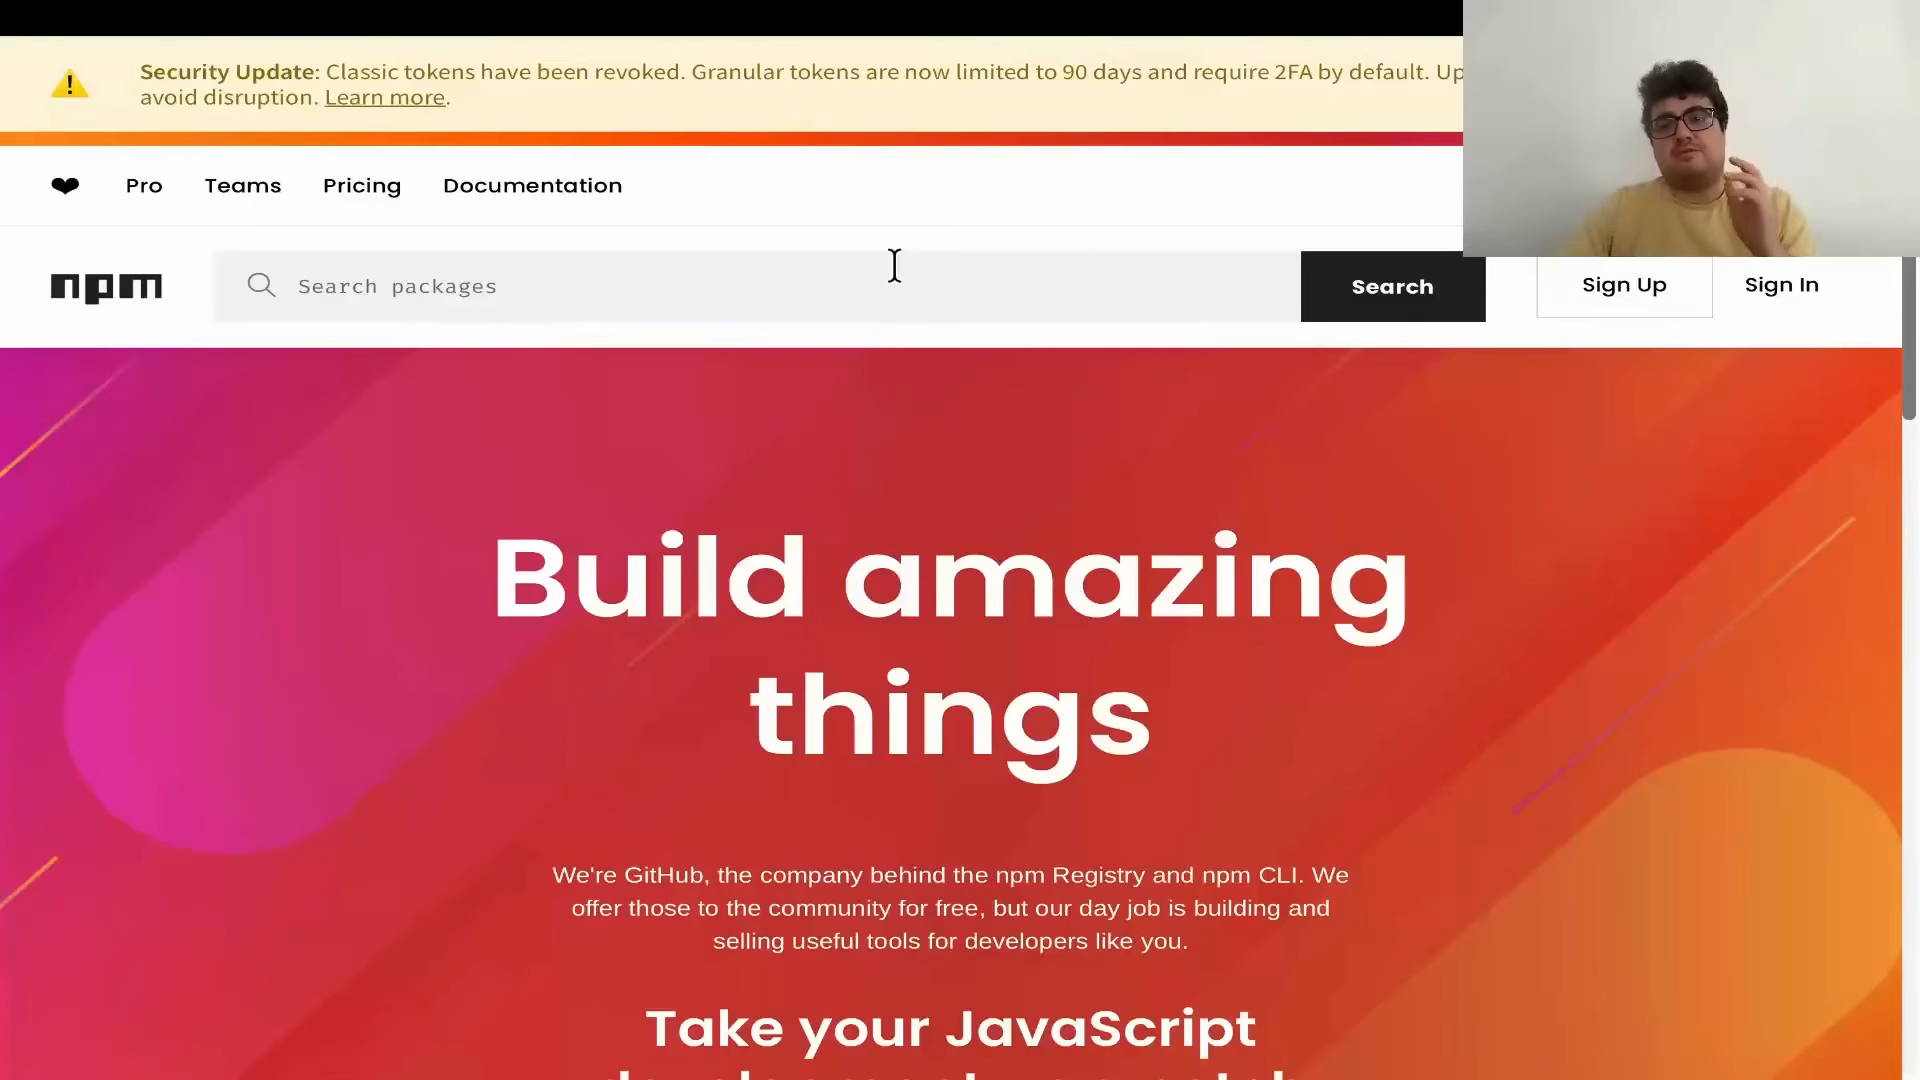 Security Update: Classic tokens have been revoked. Granular tokens are now limited to 90 days and require 2FA by default. Up
avoid disruption. Learn more.
Pro Teams Pricing Documentation
npm Search packages Search Sign Up Sign In
Build amazing
things
We're GitHub, the company behind the npm Registry and npm CLI. We
offer those to the community for free, but our day job is building and
selling useful tools for developers like you.
Take your JavaScript